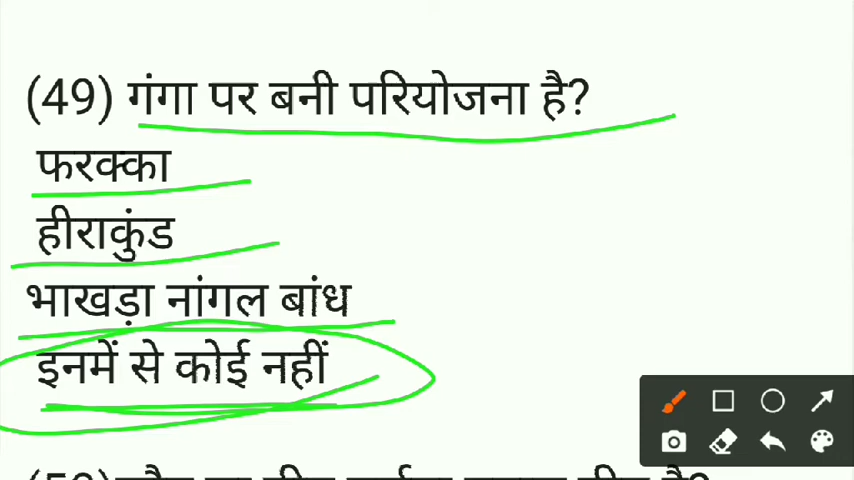 (49) गंगा पर बनी परियोजना है?
फरक्का
हीराकुंड
भाखड़ा नांगल बांध
इनमें से कोई नहीं